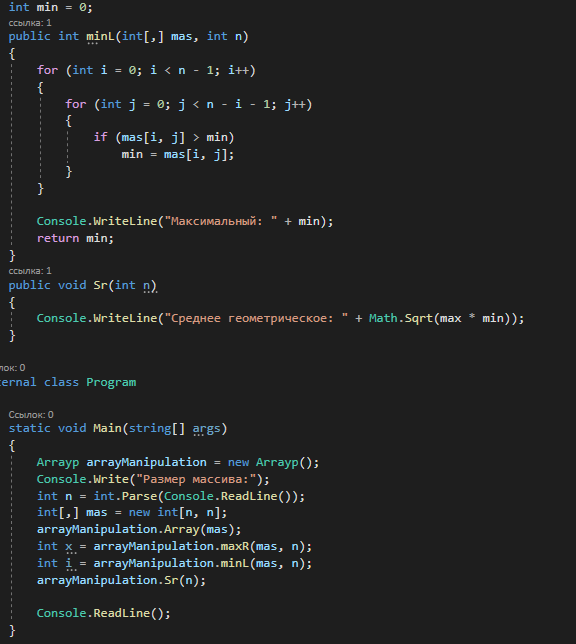 int min = 0;
ссылка: 1
public int minL(int[,] mas, int n)
{
for (int i = 0; i < n - 1; i++)
{
for (int j = 0; j < n - i - 1; j++)
{
if (mas[i, j] > min)
min = mas[i, j];
}
}
Console.WriteLine("Максимальный: " + min);
return min;
}
ссылка: 1
public void Sr(int n)
{
Console.WriteLine("Среднее геометрическое: " + Math.Sqrt(max * min));
}
лок: 0
ernal class Program
Ссылок: 0
static void Main(string[] args)
{
Arrayp arrayManipulation = new Arrayp();
Console.Write("Размер массива:");
int n = int.Parse(Console.ReadLine());
int[,] mas = new int[n, n];
arrayManipulation.Array(mas);
int x = arrayManipulation.maxR(mas, n);
int i = arrayManipulation.minL(mas, n);
arrayManipulation.Sr(n);
Console.ReadLine();
}